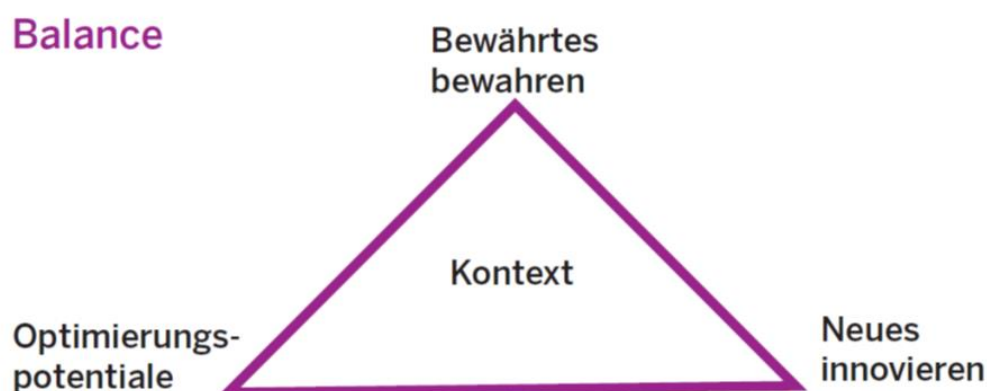 Balance
Bewährtes
bewahren
Kontext
Optimierungs-
potentiale
Neues
innovieren